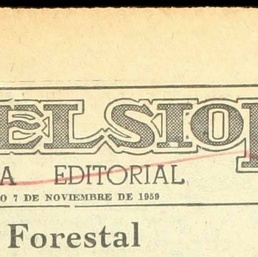 ELSIO
A EDITORIAL
O 7 DE NOVIEMBRE DE 1959
Forestal